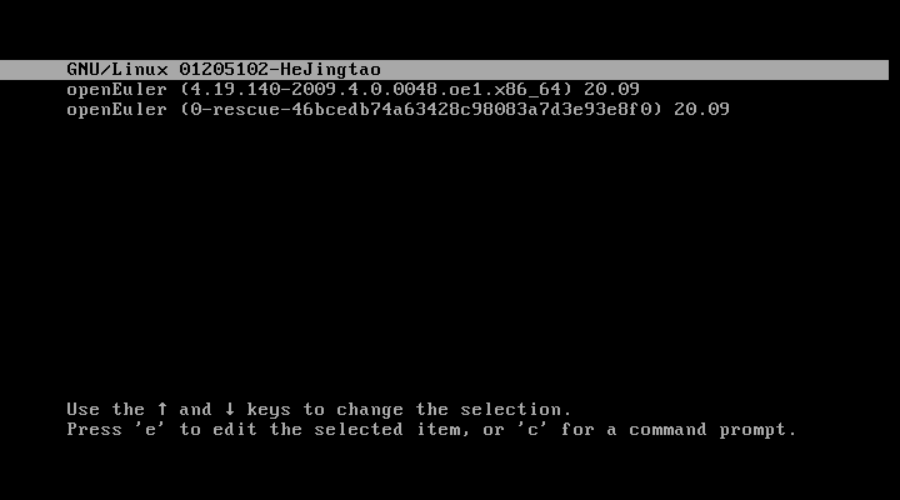 GNU/Linux 01205102-HeJingtao
openEuler (4.19.140-2009.4.0.0048.oe1.x86_64) 20.09
openEuler (0-rescue-46bcedb74a63428c98083a7d3e93e8f0) 20.09
Use the ↑ and ↓ keys to change the selection.
Press 'e' to edit the selected item, or 'c' for a command prompt.